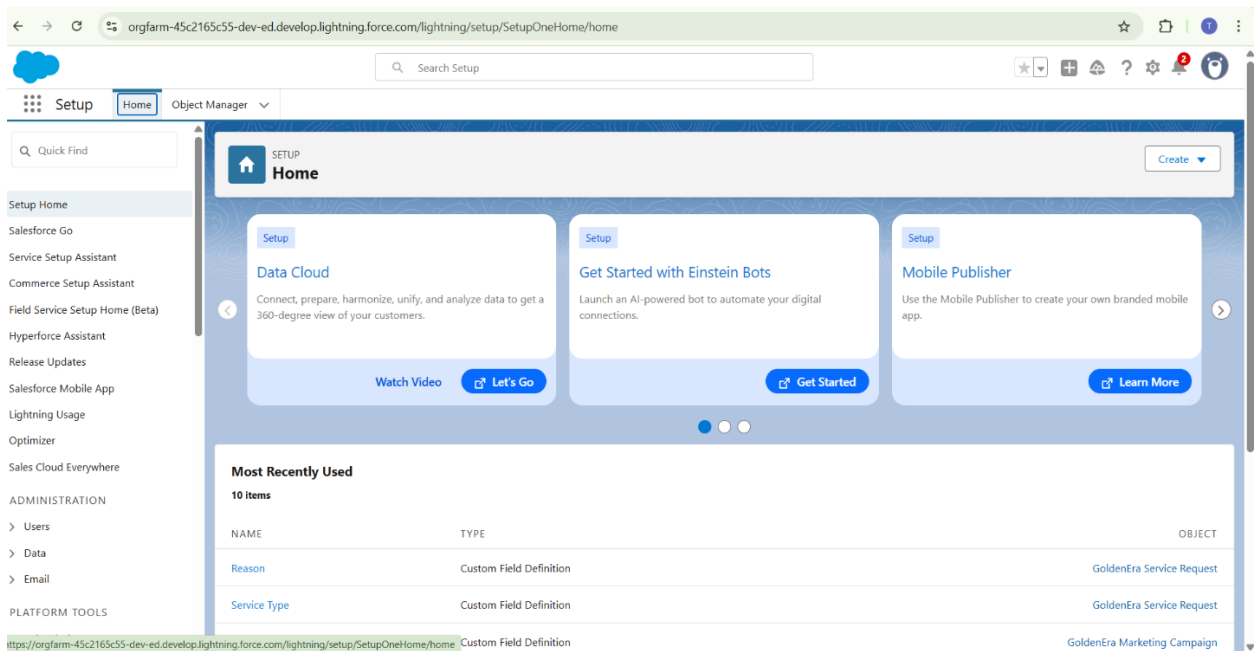 orgfarm-45c2165c55-dev-ed.develop.lightning.force.com/lightning/setup/SetupOneHome/home
T
Search Setup
2
Setup
Home
Object Manager
Quick Find
Setup Home
Salesforce Go
Service Setup Assistant
Commerce Setup Assistant
Field Service Setup Home (Beta)
Hyperforce Assistant
Release Updates
Salesforce Mobile App
Lightning Usage
Optimizer
Sales Cloud Everywhere
ADMINISTRATION
Users
Data
Email
PLATFORM TOOLS
SETUP
Home
Create
Setup
Data Cloud
Connect, prepare, harmonize, unify, and analyze data to get a
360-degree view of your customers.
Watch Video
Let's Go
Setup
Get Started with Einstein Bots
Launch an AI-powered bot to automate your digital
connections.
Get Started
Setup
Mobile Publisher
Use the Mobile Publisher to create your own branded mobile
app.
Learn More
Most Recently Used
10 items
NAME TYPE OBJECT
Reason Custom Field Definition GoldenEra Service Request
Service Type Custom Field Definition GoldenEra Service Request
Custom Field Definition GoldenEra Marketing Campaign
https://orgfarm-45c2165c55-dev-ed.develop.lightning.force.com/lightning/setup/SetupOneHome/home